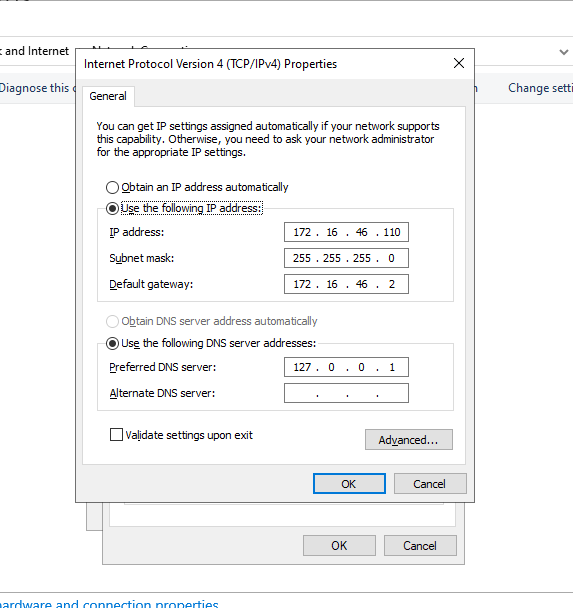 and Internet
Internet Protocol Version 4 (TCP/IPv4) Properties
Diagnose this
Change setti
General
You can get IP settings assigned automatically if your network supports
this capability. Otherwise, you need to ask your network administrator
for the appropriate IP settings.
Obtain an IP address automatically
Use the following IP address:
IP address: 172 . 16 . 46 . 110
Subnet mask: 255 . 255 . 255 . 0
Default gateway: 172 . 16 . 46 . 2
Obtain DNS server address automatically
Use the following DNS server addresses:
Preferred DNS server: 127 . 0 . 0 . 1
Alternate DNS server: . . .
Validate settings upon exit
Advanced...
OK Cancel
OK Cancel
hardware and connection properties